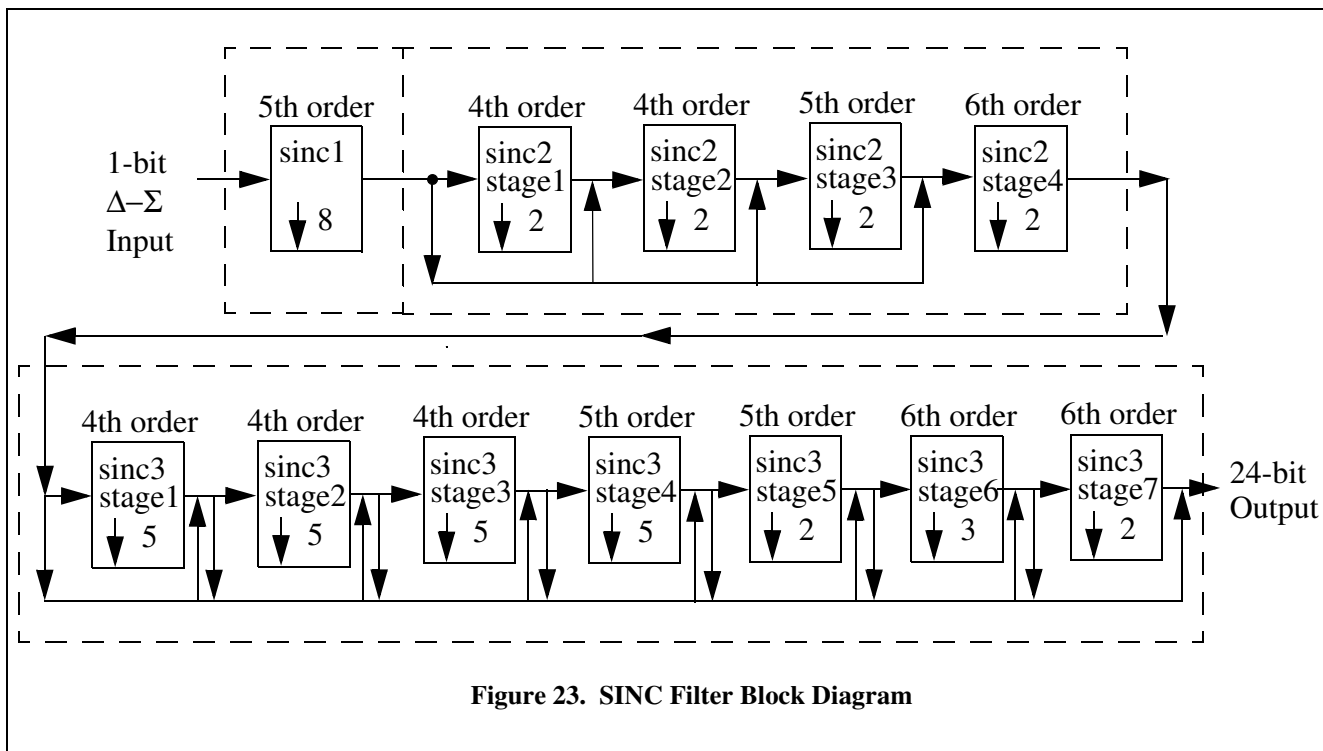 5th order
4th order
4th order
5th order
6th order
1-bit
Δ–Σ
Input
sinc1
8
sinc2
stage1
2
sinc2
stage2
2
sinc2
stage3
2
sinc2
stage4
2
4th order
4th order
4th order
5th order
5th order
6th order
6th order
sinc3
stage1
5
sinc3
stage2
5
sinc3
stage3
5
sinc3
stage4
5
sinc3
stage5
2
sinc3
stage6
3
sinc3
stage7
2
24-bit
Output
Figure 23. SINC Filter Block Diagram